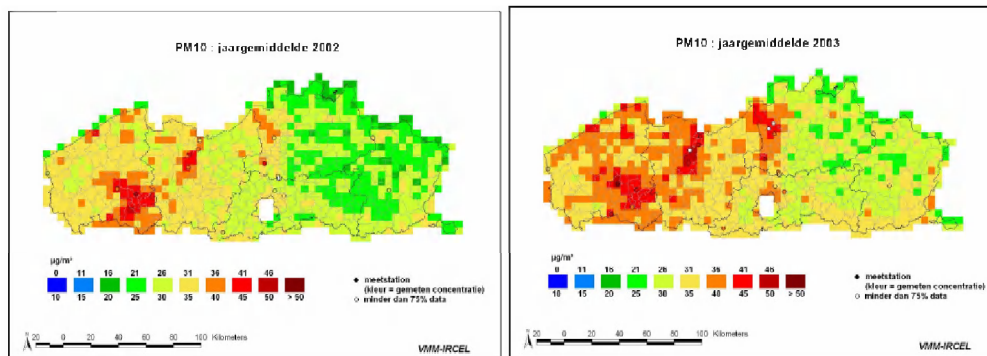 PM10 : jaargemiddelde 2002
µg/m³
0 11 16 21 26 31 36 41 46
10 15 20 25 30 35 40 45 50 > 50
meetstation
(kleur = gemeten concentratie)
minder dan 75% data
N
20 0 20 40 60 80 100 Kilometers
VMM-IRCEL
PM10 : jaargemiddelde 2003
µg/m³
0 11 16 21 26 31 36 41 46
10 15 20 25 30 35 40 45 50 > 50
meetstation
(kleur = gemeten concentratie)
minder dan 75% data
N
20 0 20 40 60 80 100 Kilometers
VMM-IRCEL